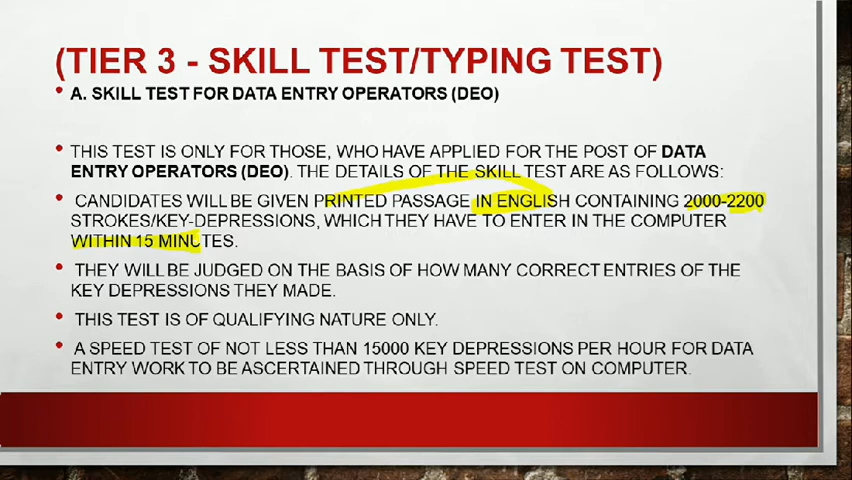 (TIER 3 - SKILL TEST/TYPING TEST)
• A. SKILL TEST FOR DATA ENTRY OPERATORS (DEO)
• THIS TEST IS ONLY FOR THOSE, WHO HAVE APPLIED FOR THE POST OF DATA
ENTRY OPERATORS (DEO). THE DETAILS OF THE SKILL TEST ARE AS FOLLOWS:
• CANDIDATES WILL BE GIVEN PRINTED PASSAGE IN ENGLISH CONTAINING 2000-2200
STROKES/KEY-DEPRESSIONS, WHICH THEY HAVE TO ENTER IN THE COMPUTER
WITHIN 15 MINUTES.
• THEY WILL BE JUDGED ON THE BASIS OF HOW MANY CORRECT ENTRIES OF THE
KEY DEPRESSIONS THEY MADE.
• THIS TEST IS OF QUALIFYING NATURE ONLY.
• A SPEED TEST OF NOT LESS THAN 15000 KEY DEPRESSIONS PER HOUR FOR DATA
ENTRY WORK TO BE ASCERTAINED THROUGH SPEED TEST ON COMPUTER.